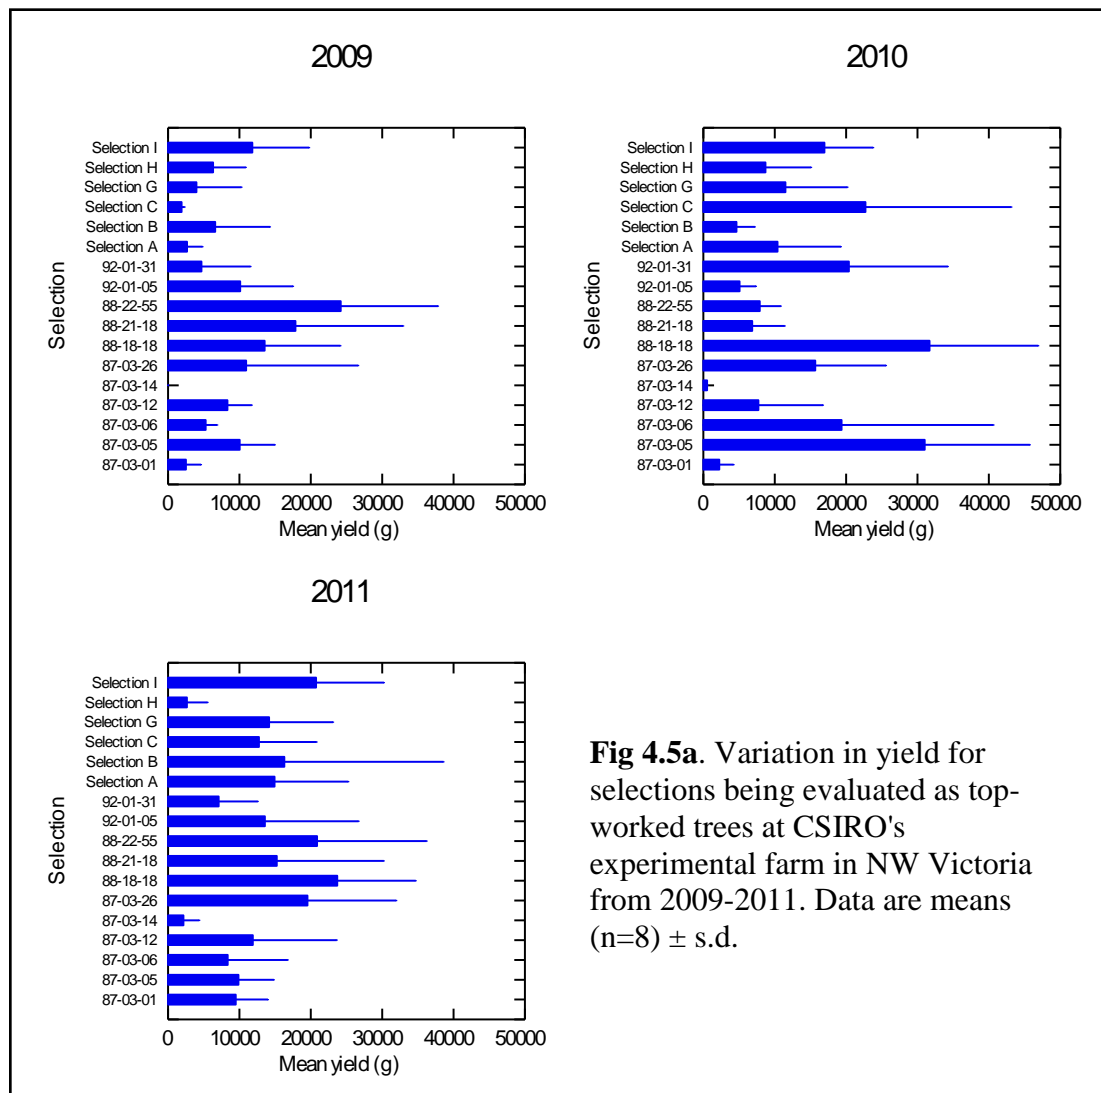 2009
Selection
Selection I
Selection H
Selection G
Selection C
Selection B
Selection A
92-01-31
92-01-05
88-22-55
88-21-18
88-18-18
87-03-26
87-03-14
87-03-12
87-03-06
87-03-05
87-03-01
0 10000 20000 30000 40000 50000
Mean yield (g)
2010
Selection
Selection I
Selection H
Selection G
Selection C
Selection B
Selection A
92-01-31
92-01-05
88-22-55
88-21-18
88-18-18
87-03-26
87-03-14
87-03-12
87-03-06
87-03-05
87-03-01
0 10000 20000 30000 40000 50000
Mean yield (g)
2011
Selection
Selection I
Selection H
Selection G
Selection C
Selection B
Selection A
92-01-31
92-01-05
88-22-55
88-21-18
88-18-18
87-03-26
87-03-14
87-03-12
87-03-06
87-03-05
87-03-01
0 10000 20000 30000 40000 50000
Mean yield (g)
Fig 4.5a. Variation in yield for
selections being evaluated as top-
worked trees at CSIRO's
experimental farm in NW Victoria
from 2009-2011. Data are means
(n=8) ± s.d.